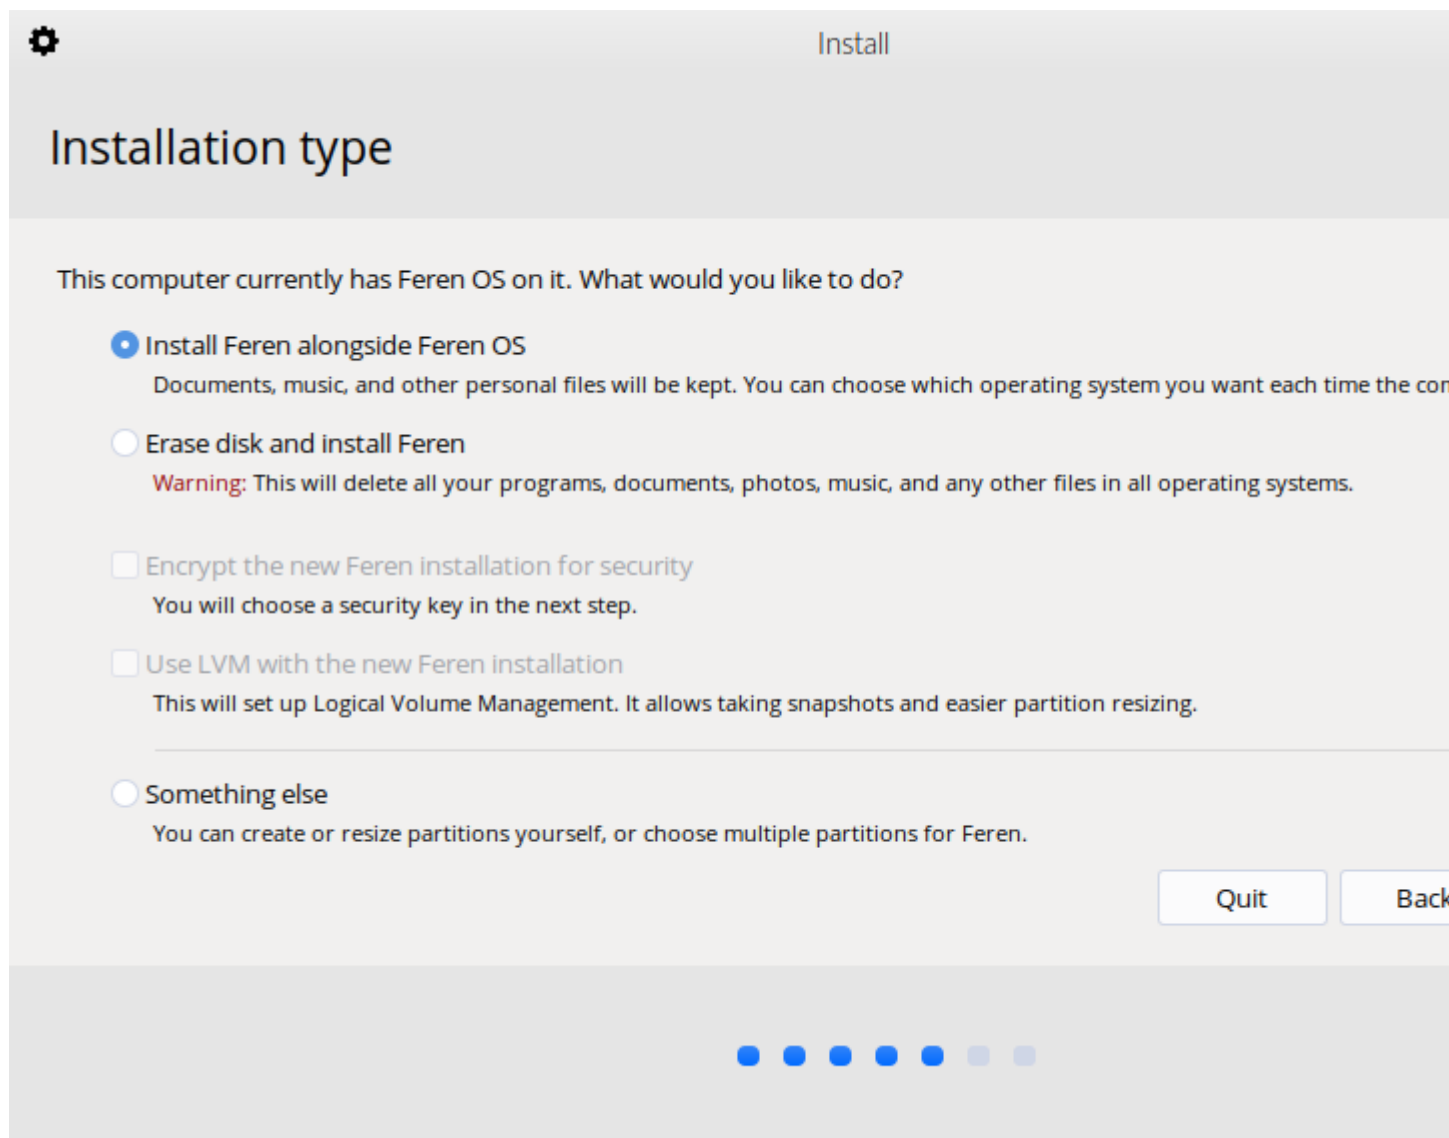 Install
Installation type
This computer currently has Feren OS on it. What would you like to do?
Install Feren alongside Feren OS
Documents, music, and other personal files will be kept. You can choose which operating system you want each time the
Erase disk and install Feren
Warning: This will delete all your programs, documents, photos, music, and any other files in all operating systems.
Encrypt the new Feren installation for security
You will choose a security key in the next step.
Use LVM with the new Feren installation
This will set up Logical Volume Management. It allows taking snapshots and easier partition resizing.
Something else
You can create or resize partitions yourself, or choose multiple partitions for Feren.
Quit
Back